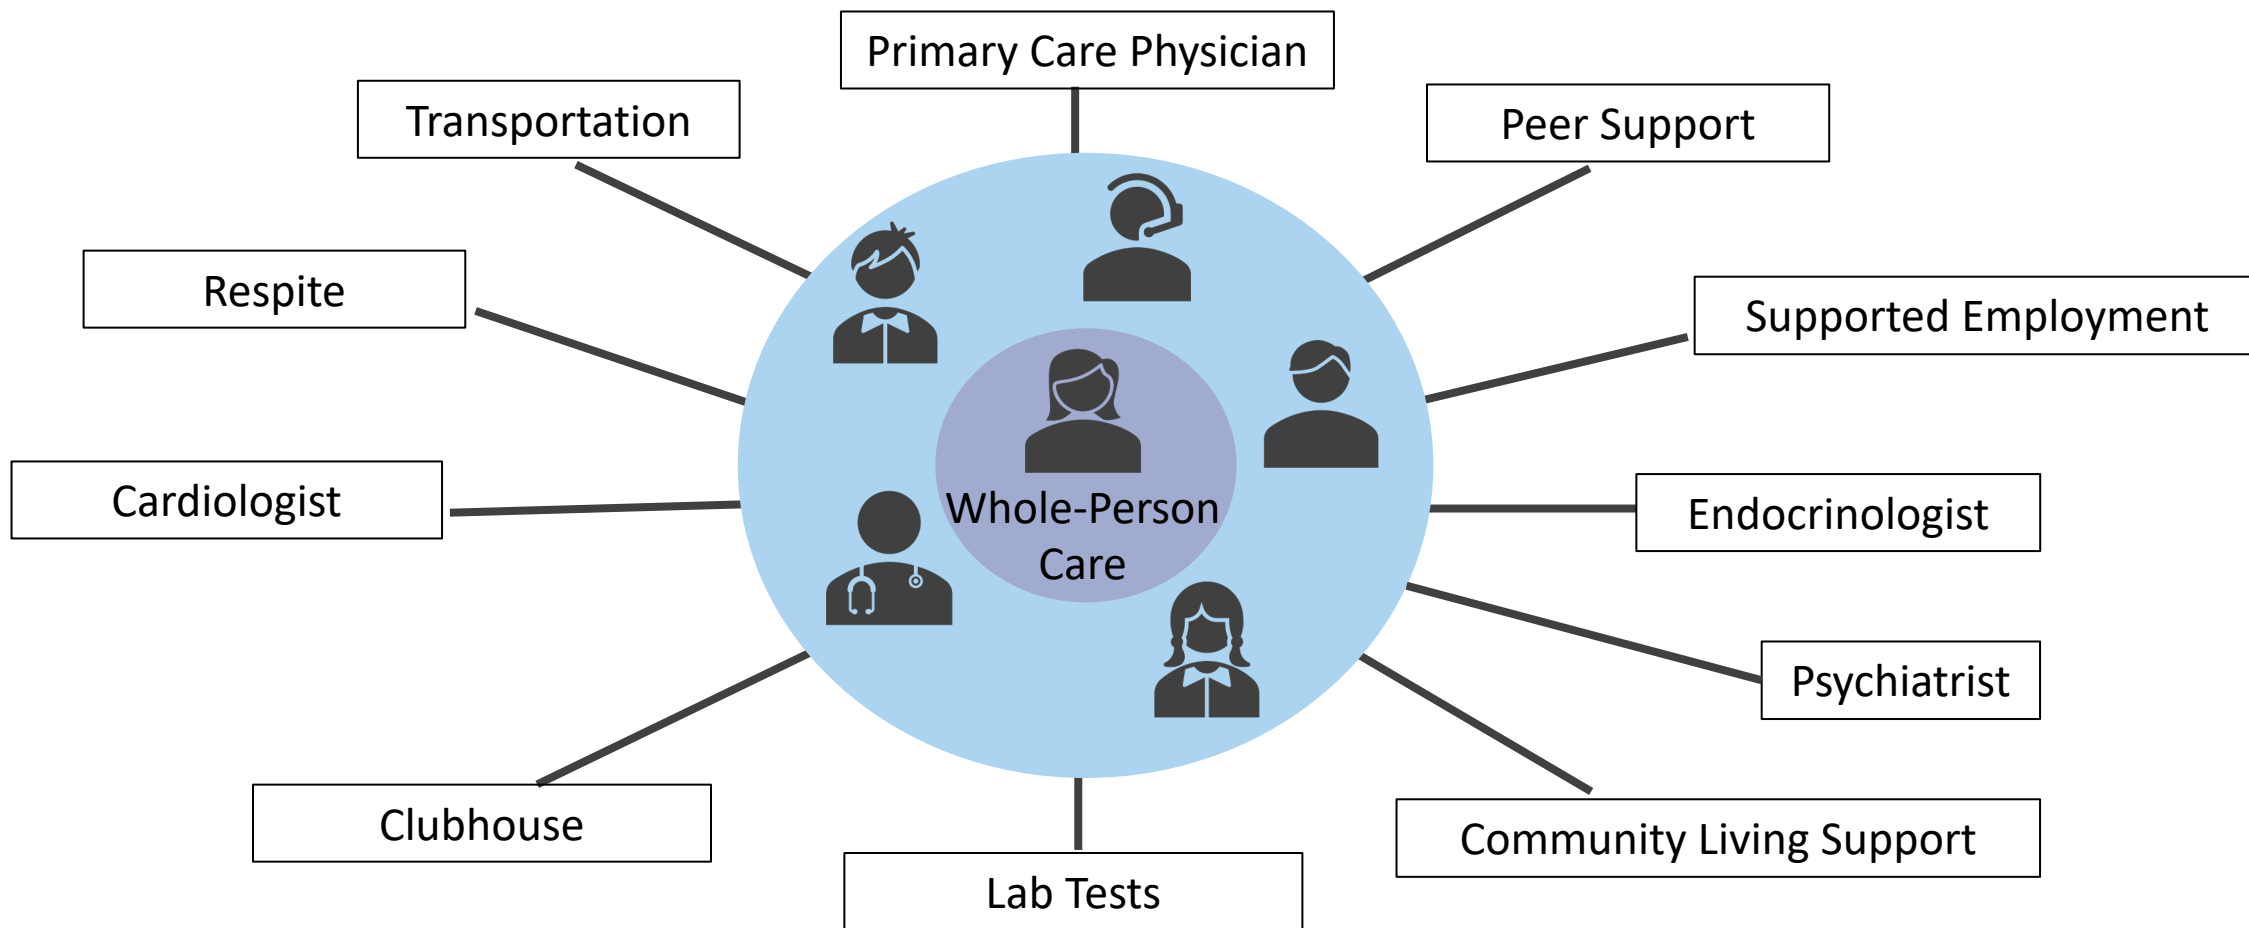 Primary Care Physician
Transportation
Peer Support
Respite
Supported Employment
Cardiologist
Whole-Person
Care
Endocrinologist
Psychiatrist
Clubhouse
Community Living Support
Lab Tests